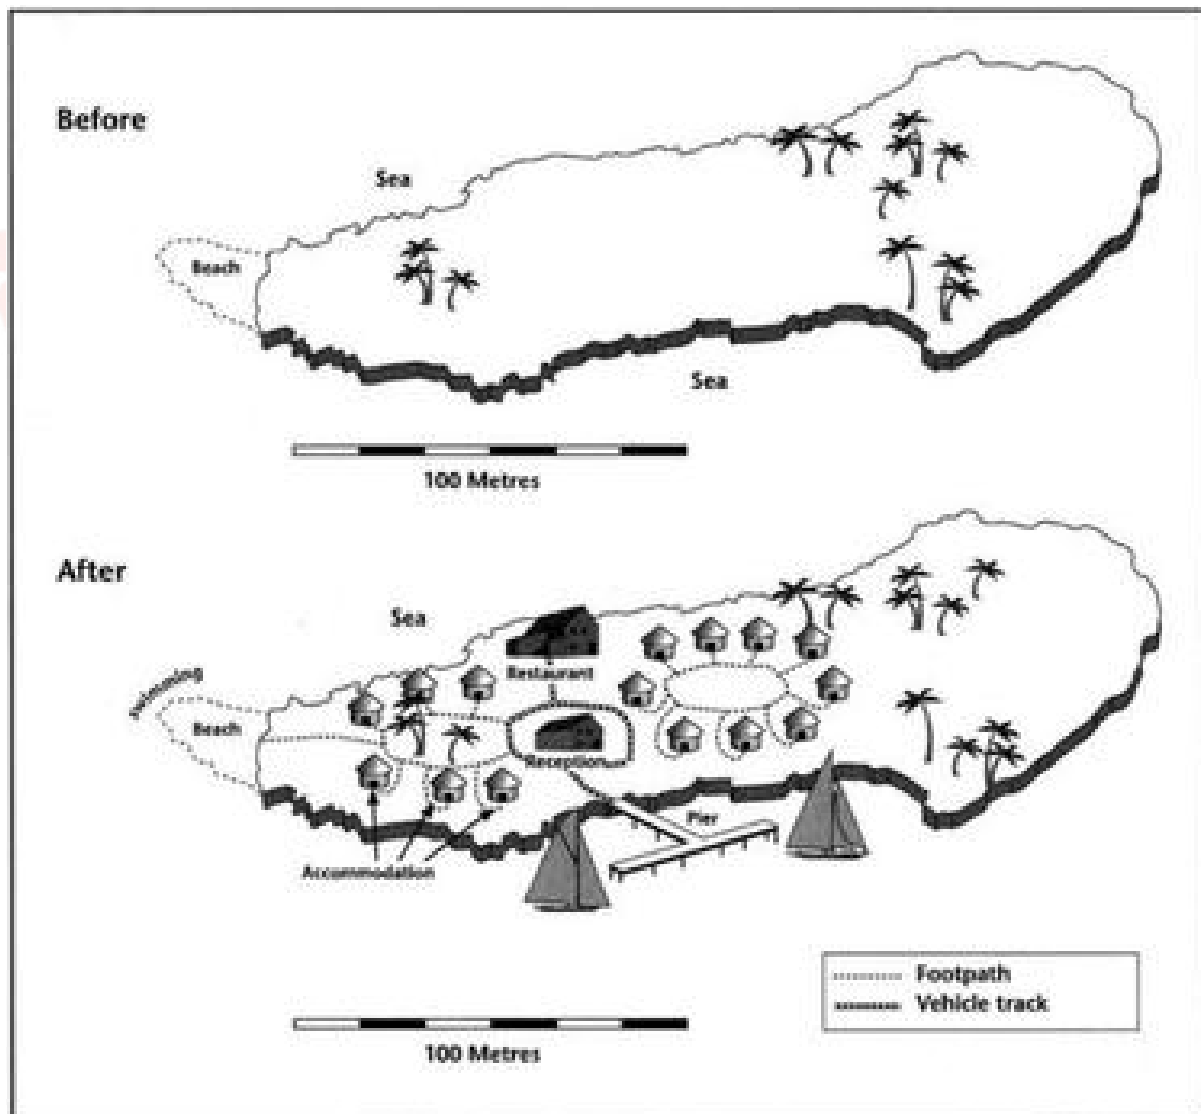 Before
Sea
Beach
Sea
100 Metres
After
Sea
Swimming
Restaurant
Beach
Reception
Pier
Accommodation
Footpath
Vehicle track
100 Metres